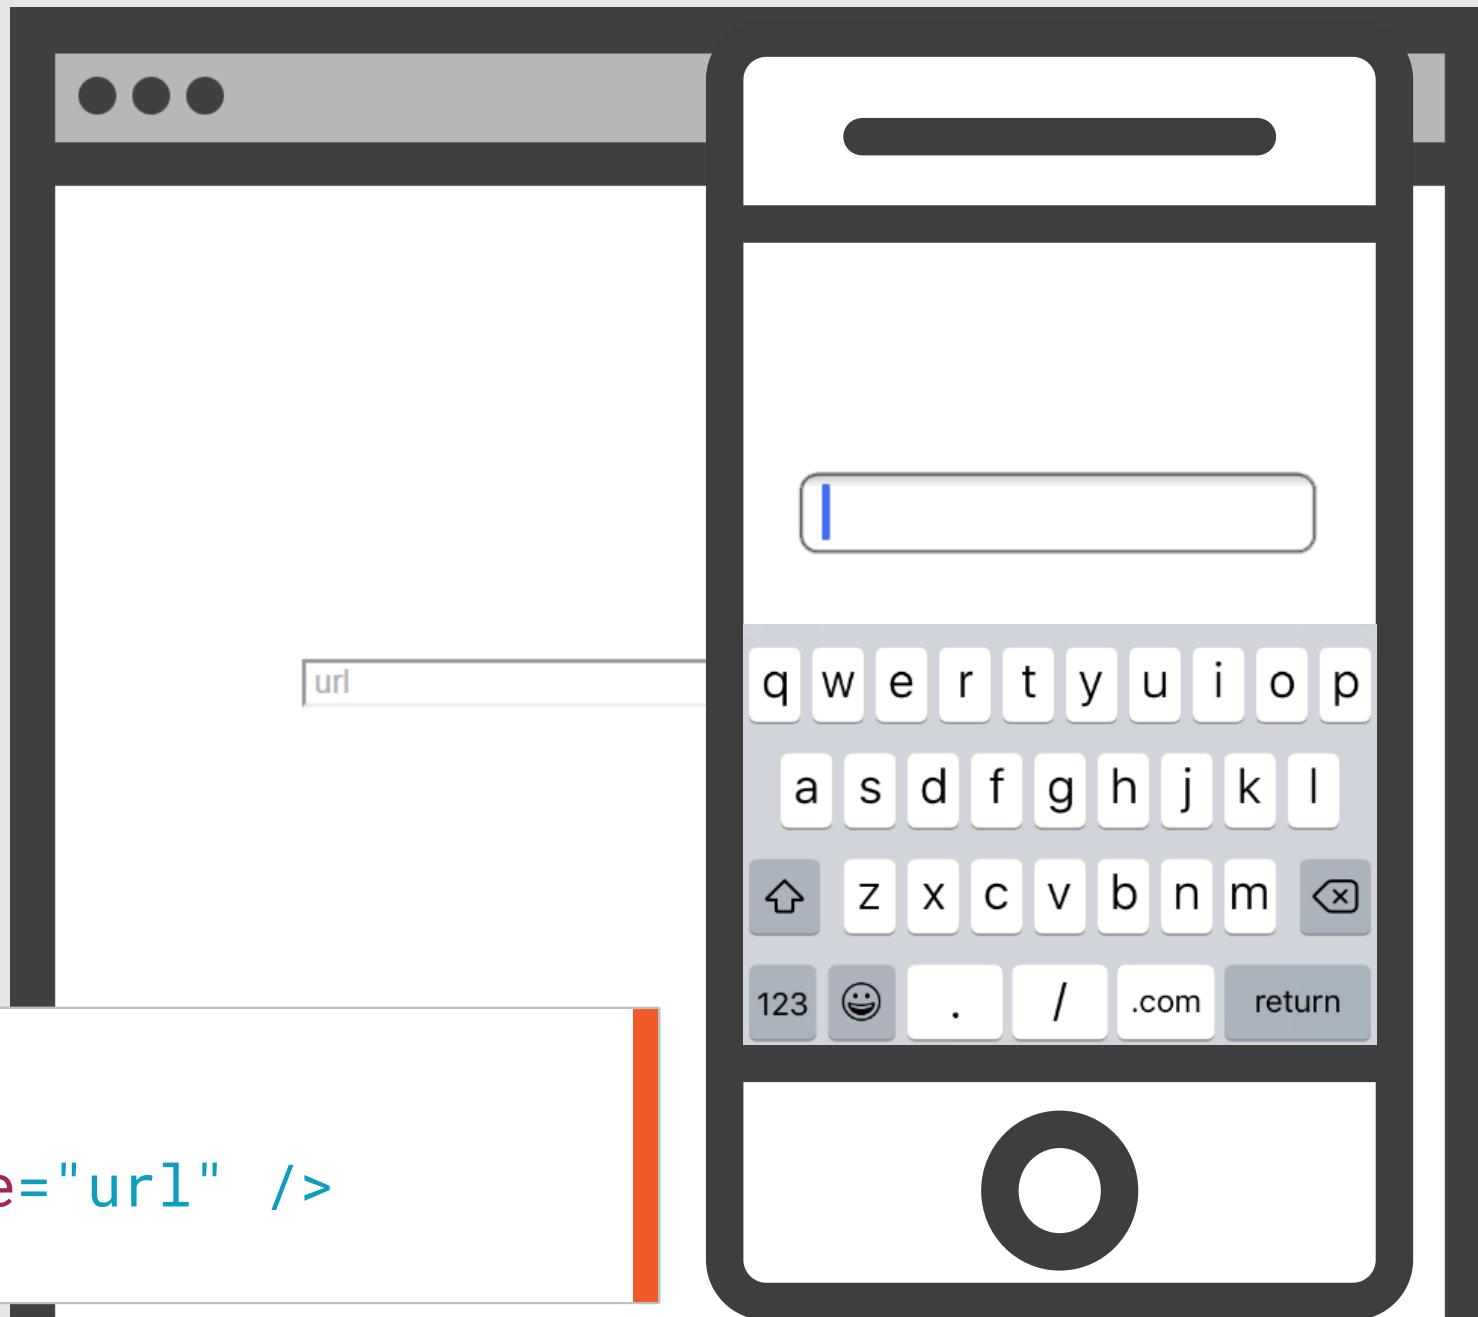 url
q w e r t y u i o p
a s d f g h j k l
z x c v b n m
123 . / .com return
e="url" />